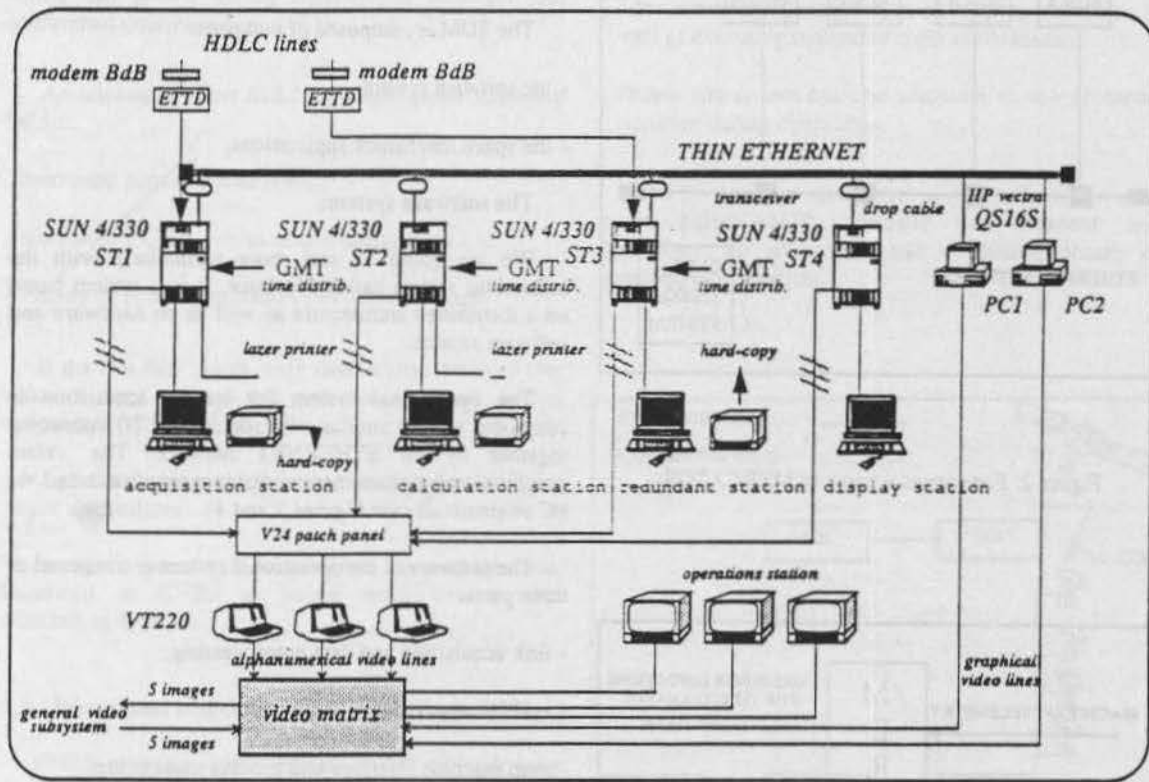 HDLC lines
modem BdB
modem BdB
ETTD
ETTD
THIN ETHERNET
transceiver
drop cable
HP vectra
QS16S
SUN 4/330
ST1
SUN 4/330
ST2
SUN 4/330
ST3
SUN 4/330
ST4
GMT
time distrib.
GMT
time distrib.
GMT
time distrib.
PC1
PC2
lazer printer
lazer printer
hard-copy
hard-copy
acquisition station
calculation station
redundant station
display station
V24 patch panel
operations station
VT220
alphanumerical video lines
graphical
video lines
5 images
general video
subsystem
5 images
video matrix